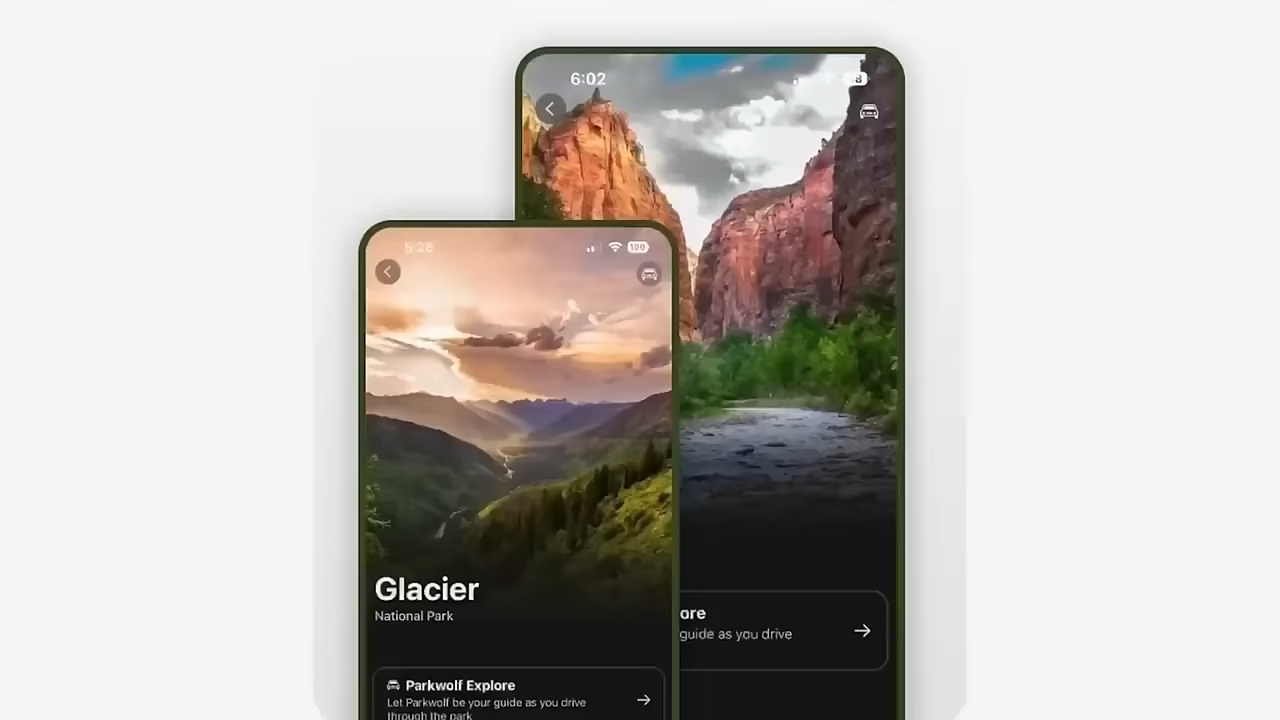 6:02
5:26
100
Glacier
National Park
Parkwolf Explore
Let Parkwolf be your guide as you drive
through the park
ore
guide as you drive